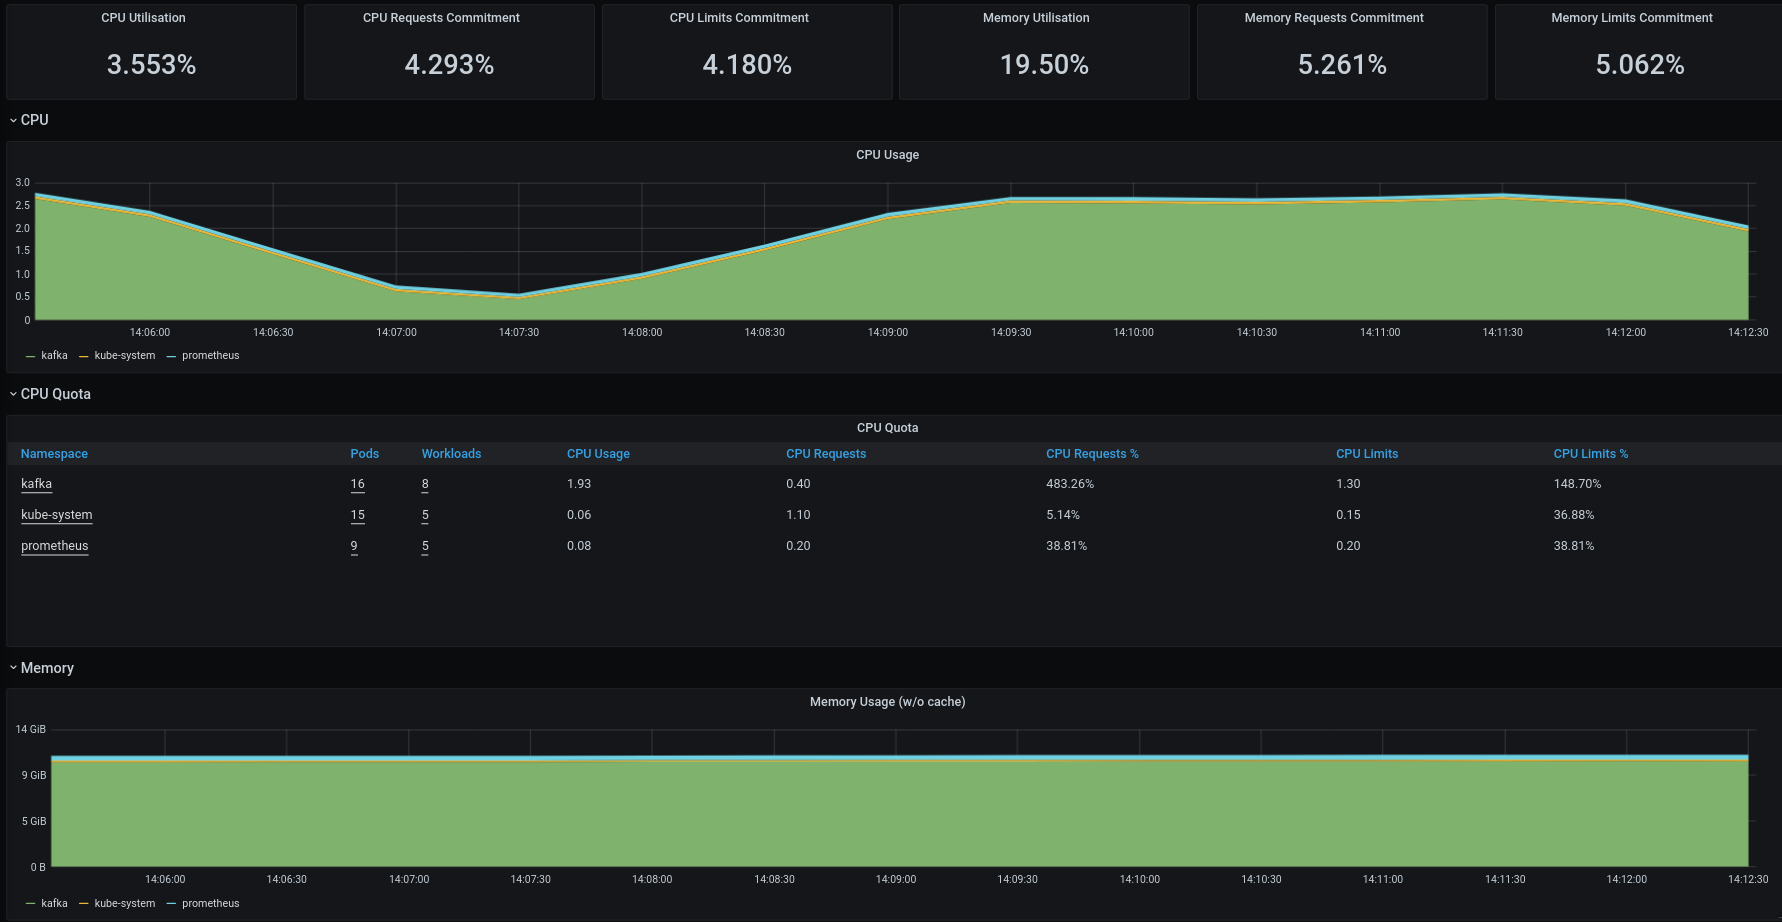 CPU Utilisation CPU Requests Commitment CPU Limits Commitment Memory Utilisation Memory Requests Commitment Memory Limits Commitment
3.553% 4.293% 4.180% 19.50% 5.261% 5.062%
CPU
CPU Usage
3.0
2.5
2.0
1.5
1.0
0.5
0
14:06:00 14:06:30 14:07:00 14:07:30 14:08:00 14:08:30 14:09:00 14:09:30 14:10:00 14:10:30 14:11:00 14:11:30 14:12:00 14:12:30
kafka kube-system prometheus
CPU Quota
CPU Quota
Namespace Pods Workloads CPU Usage CPU Requests CPU Requests % CPU Limits CPU Limits %
kafka 16 8 1.93 0.40 483.26% 1.30 148.70%
kube-system 15 5 0.06 1.10 5.14% 0.15 36.88%
prometheus 9 5 0.08 0.20 38.81% 0.20 38.81%
Memory
Memory Usage (w/o cache)
14 GiB
9 GiB
5 GiB
0 B
14:06:00 14:06:30 14:07:00 14:07:30 14:08:00 14:08:30 14:09:00 14:09:30 14:10:00 14:10:30 14:11:00 14:11:30 14:12:00 14:12:30
kafka kube-system prometheus